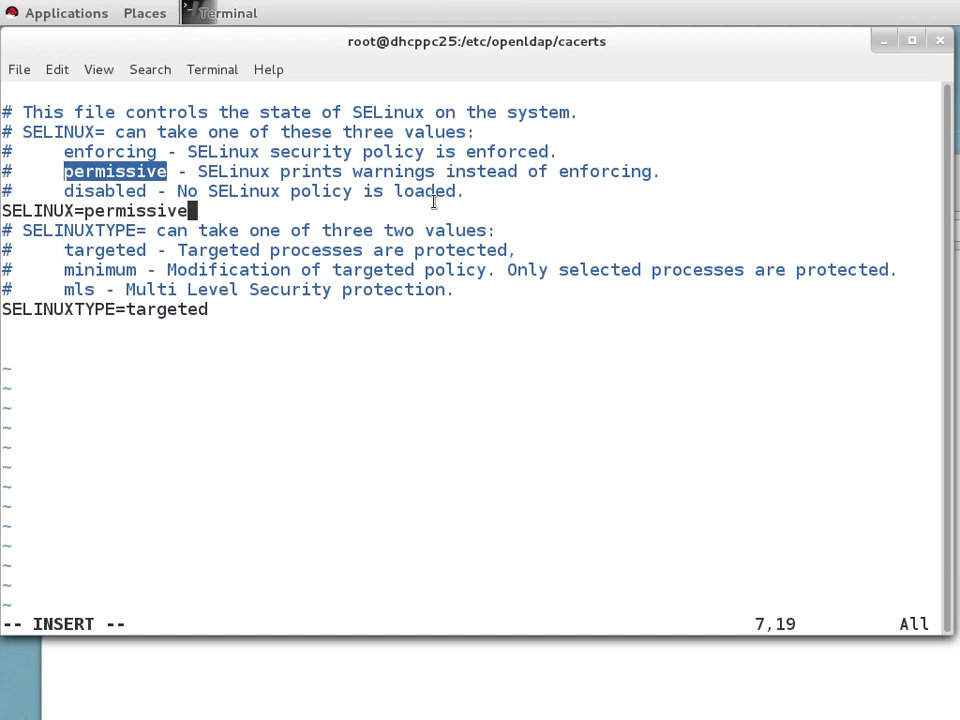 Applications Places Terminal
root@dhcppc25:/etc/openldap/cacerts
File Edit View Search Terminal Help
# This file controls the state of SELinux on the system.
# SELINUX= can take one of these three values:
#     enforcing - SELinux security policy is enforced.
#     permissive - SELinux prints warnings instead of enforcing.
#     disabled - No SELinux policy is loaded.
SELINUX=permissive
# SELINUXTYPE= can take one of three two values:
#     targeted - Targeted processes are protected,
#     minimum - Modification of targeted policy. Only selected processes are protected.
#     mls - Multi Level Security protection.
SELINUXTYPE=targeted
~
~
~
~
~
~
~
~
~
~
~
~
~
-- INSERT -- 7,19 All